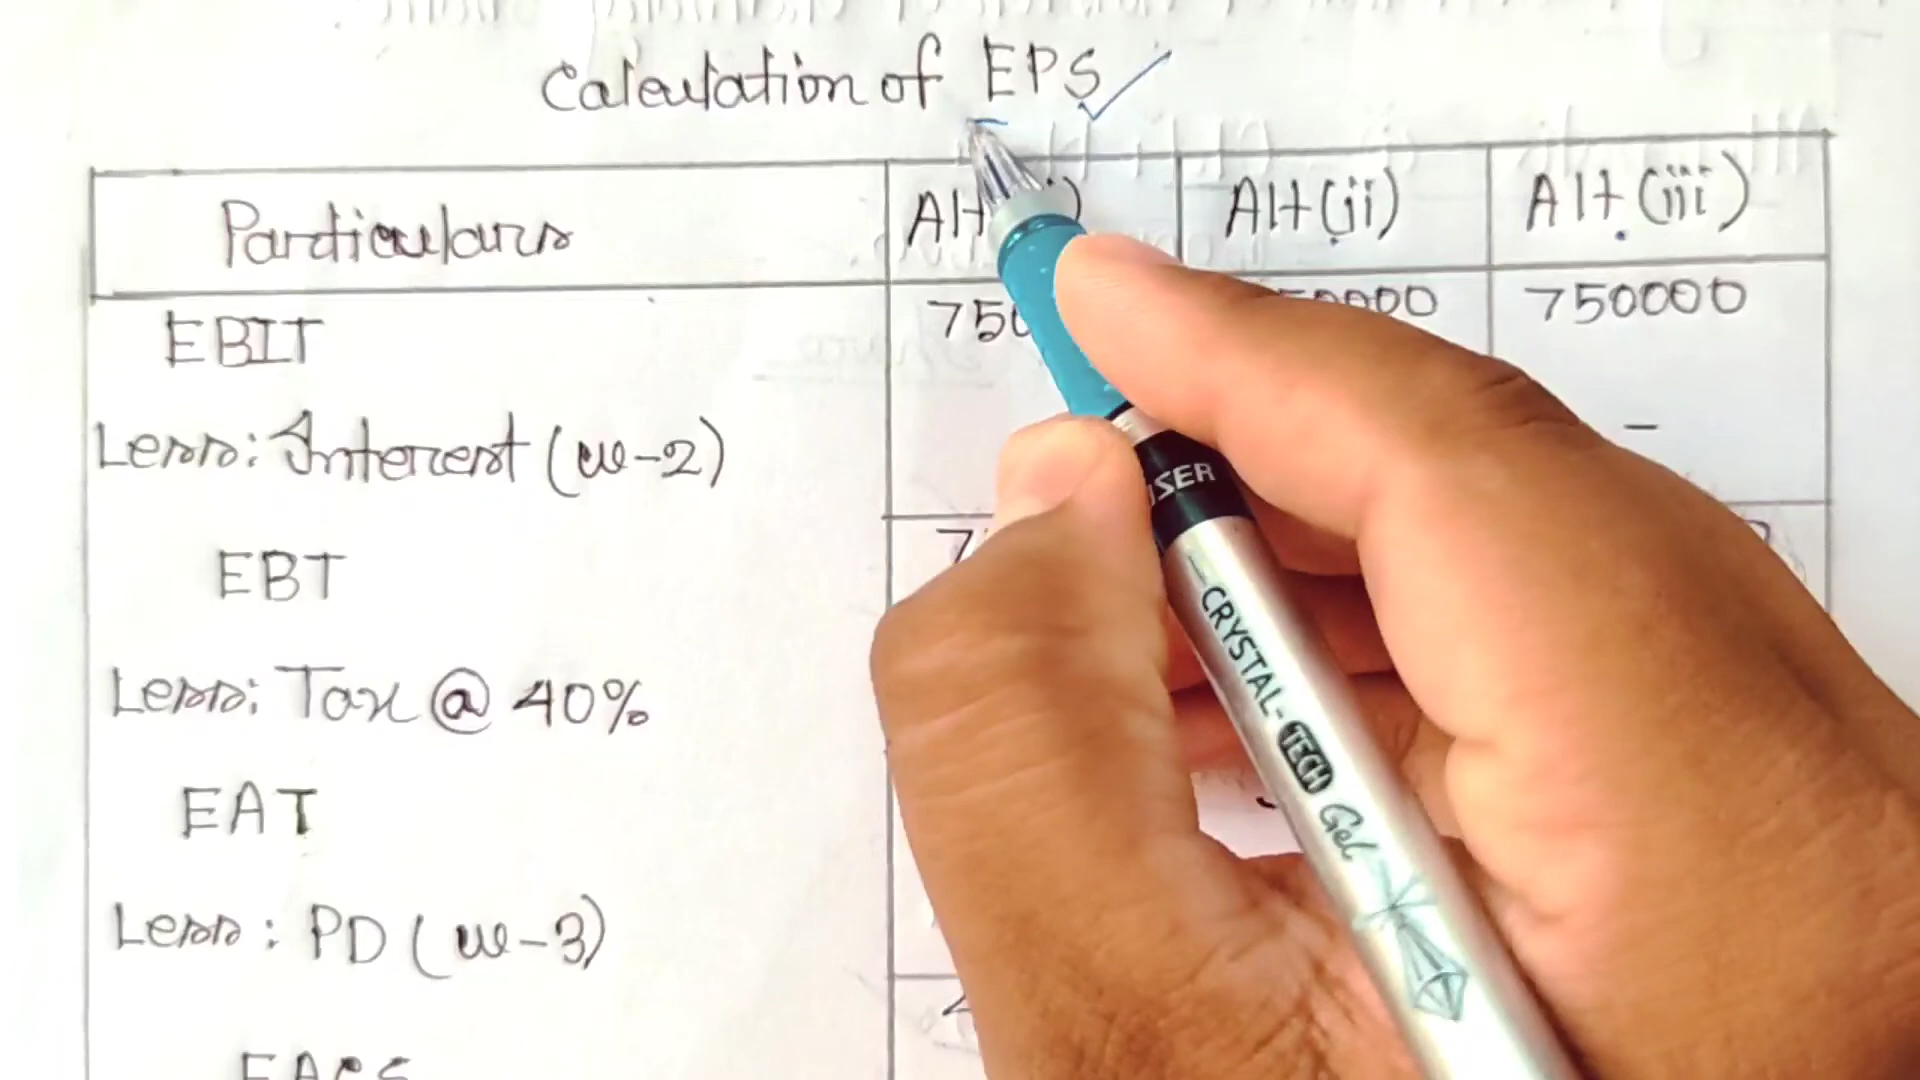 Calculation of EPS
Particulars Alt(ii) Alt(iii)
EBIT 750000
Less: Interest (w-2) -
EBT
Less: Tax @ 40%
EAT
Less: PD (w-3)
EAES
CRYSTAL-TECH Gel